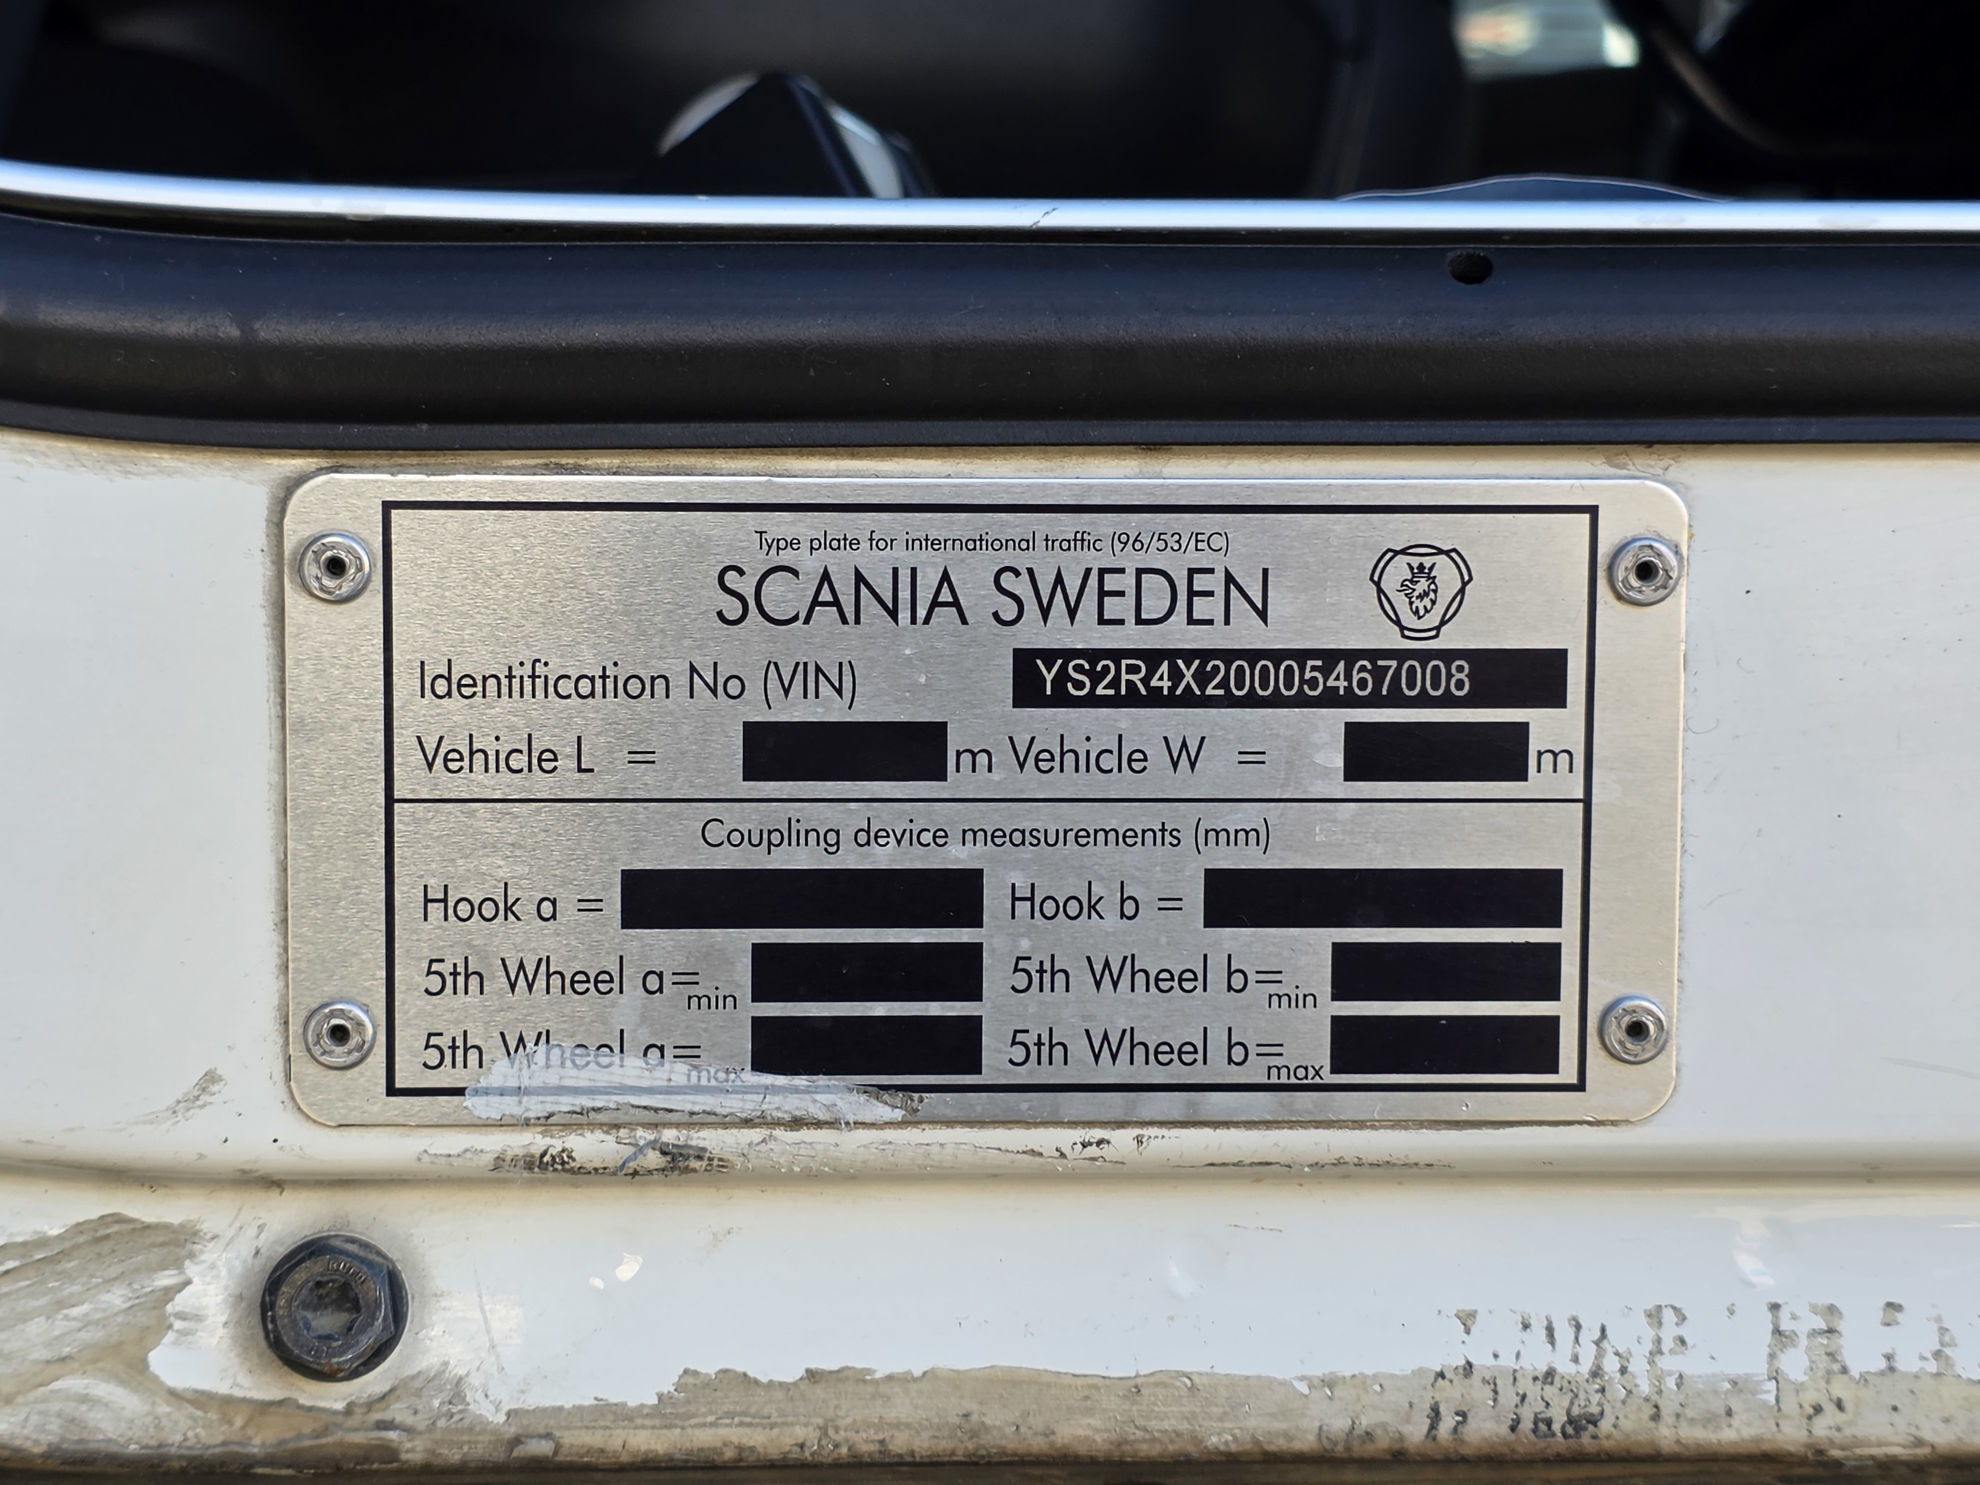 Type plate for international traffic (96/53/EC)
SCANIA SWEDEN
Identification No (VIN) YS2R4X20005467008
Vehicle L = m Vehicle W = m
Coupling device measurements (mm)
Hook a = Hook b =
5th Wheel a=min 5th Wheel b=min
5th Wheel a=max 5th Wheel b=max